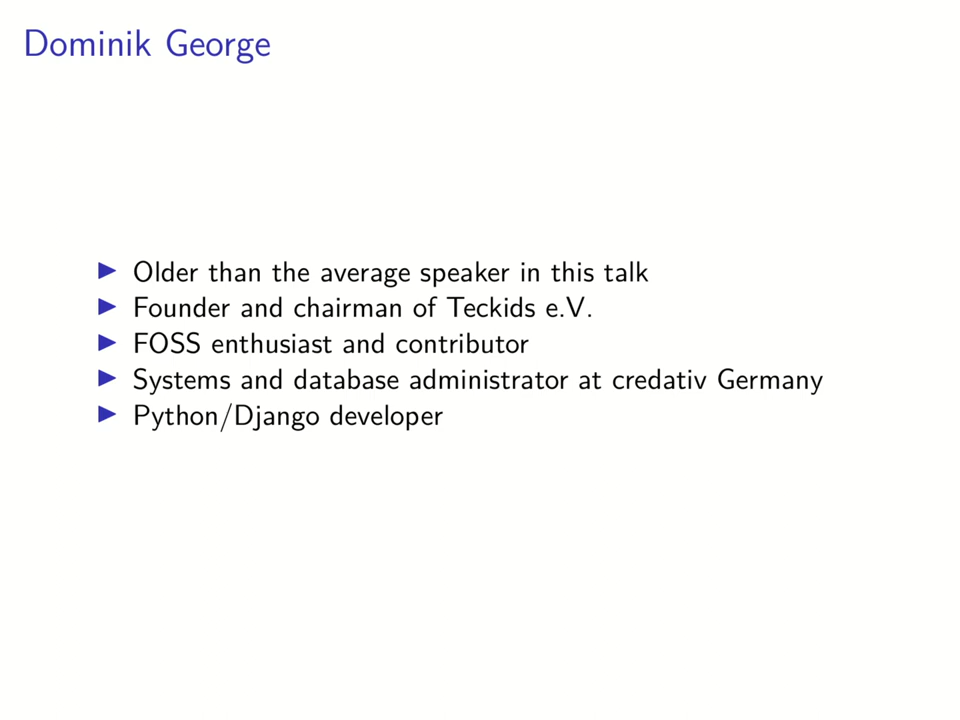 Dominik George
▶ Older than the average speaker in this talk
▶ Founder and chairman of Teckids e.V.
▶ FOSS enthusiast and contributor
▶ Systems and database administrator at credativ Germany
▶ Python/Django developer